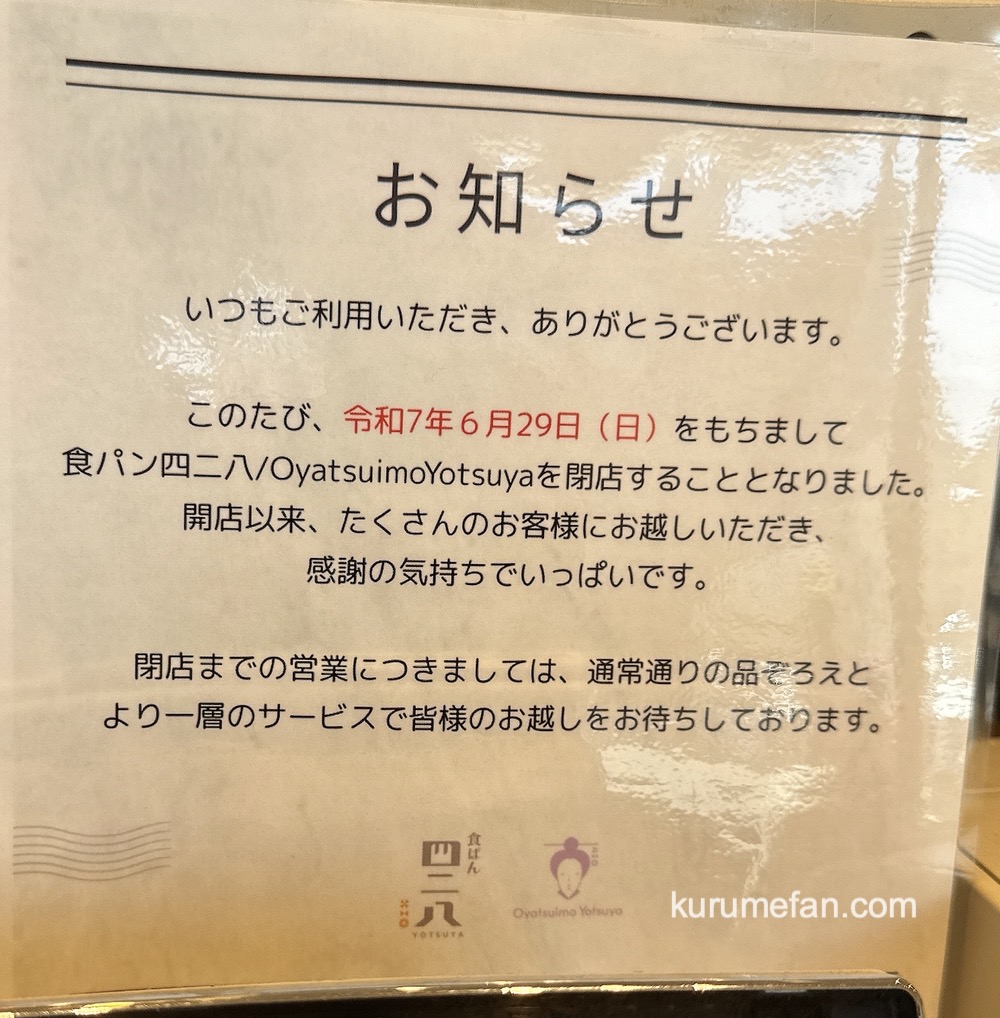 お知らせ
いつもご利用いただき、ありがとうございます。
このたび、令和7年６月29日（日）をもちまして
食パン四二八/OyatsuimoYotsuyaを閉店することとなりました。
開店以来、たくさんのお客様にお越しいただき、
感謝の気持ちでいっぱいです。
閉店までの営業につきましては、通常通りの品ぞろえと
より一層のサービスで皆様のお越しをお待ちしております。
食ぱん
四二八
YOTSUYA
Oyatsuimo Yotsuya
kurumefan.com